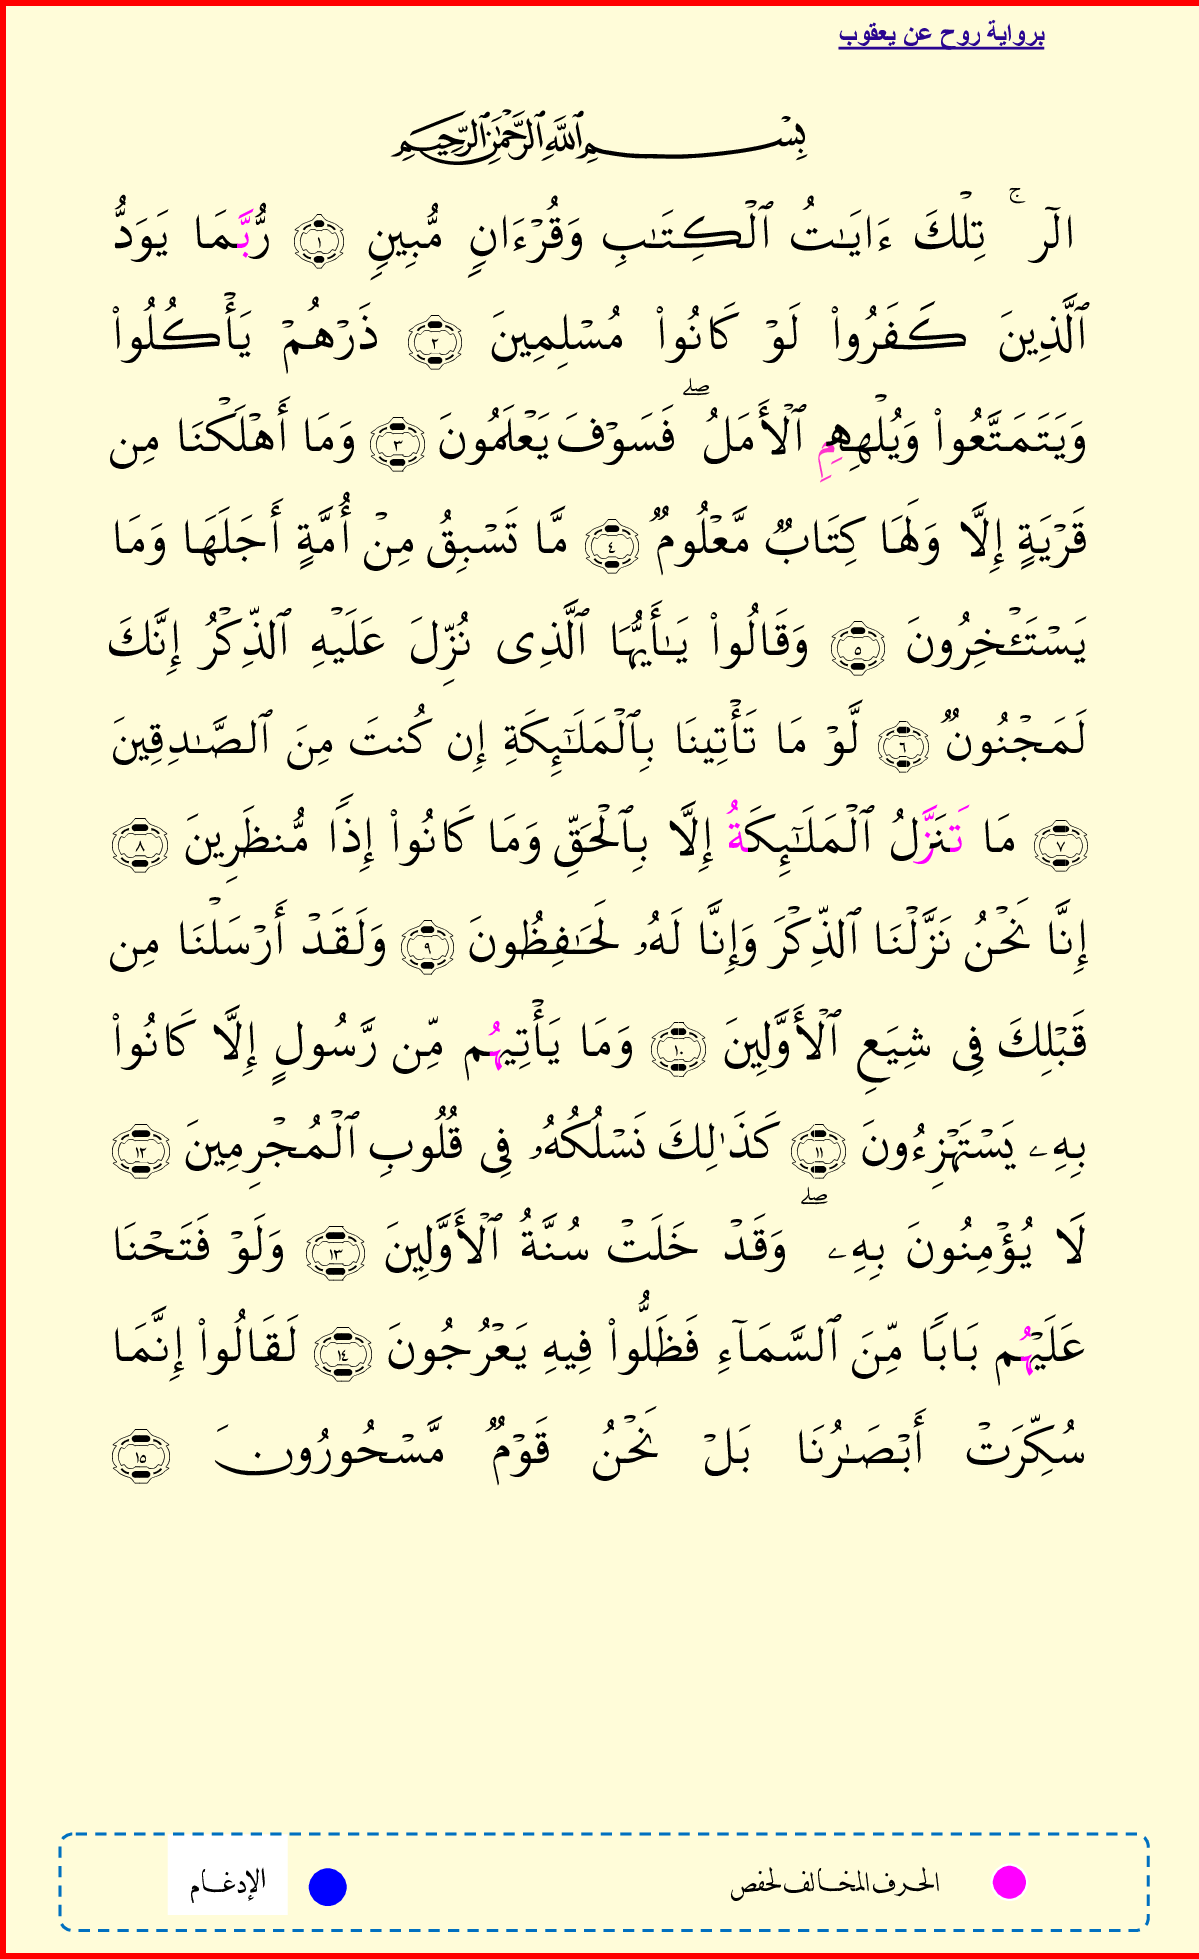 برواية روح عن يعقوب
بِسْمِ ٱللَّهِ ٱلرَّحْمَٰنِ ٱلرَّحِيمِ
الٓر ۚ تِلْكَ ءَايَٰتُ ٱلْكِتَٰبِ وَقُرْءَانٍ مُّبِينٍ ١ رُّبَّمَا يَوَدُّ
ٱلَّذِينَ كَفَرُوا۟ لَوْ كَانُوا۟ مُسْلِمِينَ ٢ ذَرْهُمْ يَأْكُلُوا۟
وَيَتَمَتَّعُوا۟ وَيُلْهِهِمِ ٱلْأَمَلُ ۖ فَسَوْفَ يَعْلَمُونَ ٣ وَمَا أَهْلَكْنَا مِن
قَرْيَةٍ إِلَّا وَلَهَا كِتَابٌ مَّعْلُومٌ ٤ مَّا تَسْبِقُ مِنْ أُمَّةٍ أَجَلَهَا وَمَا
يَسْتَـْٔخِرُونَ ٥ وَقَالُوا۟ يَٰأَيُّهَا ٱلَّذِى نُزِّلَ عَلَيْهِ ٱلذِّكْرُ إِنَّكَ
لَمَجْنُونٌ ٦ لَّوْ مَا تَأْتِينَا بِٱلْمَلَٰٓئِكَةِ إِن كُنتَ مِنَ ٱلصَّٰدِقِينَ
٧ مَا تَنَزَّلُ ٱلْمَلَٰٓئِكَةُ إِلَّا بِٱلْحَقِّ وَمَا كَانُوا۟ إِذًا مُّنظَرِينَ ٨
إِنَّا نَحْنُ نَزَّلْنَا ٱلذِّكْرَ وَإِنَّا لَهُۥ لَحَٰفِظُونَ ٩ وَلَقَدْ أَرْسَلْنَا مِن
قَبْلِكَ فِى شِيَعِ ٱلْأَوَّلِينَ ١٠ وَمَا يَأْتِيهُم مِّن رَّسُولٍ إِلَّا كَانُوا۟
بِهِۦ يَسْتَهْزِءُونَ ١١ كَذَٰلِكَ نَسْلُكُهُۥ فِى قُلُوبِ ٱلْمُجْرِمِينَ ١٢
لَا يُؤْمِنُونَ بِهِۦ ۖ وَقَدْ خَلَتْ سُنَّةُ ٱلْأَوَّلِينَ ١٣ وَلَوْ فَتَحْنَا
عَلَيْهُم بَابًا مِّنَ ٱلسَّمَآءِ فَظَلُّوا۟ فِيهِ يَعْرُجُونَ ١٤ لَقَالُوا۟ إِنَّمَا
سُكِّرَتْ أَبْصَٰرُنَا بَلْ نَحْنُ قَوْمٌ مَّسْحُورُونَ ١٥
الحرف المخالف لحفص الإدغام